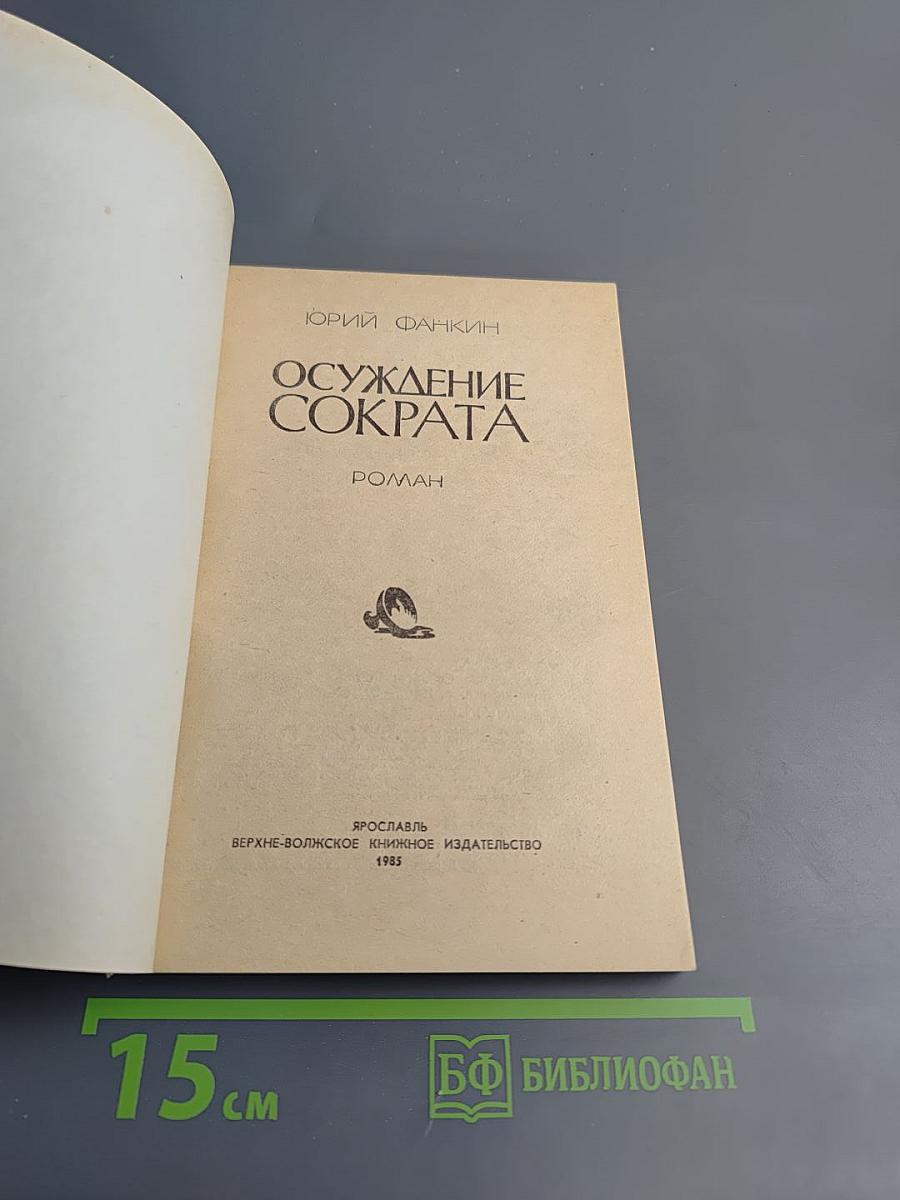 ЮРИЙ ФАНКИН
ОСУЖДЕНИЕ
СОКРАТА
РОМАН
ЯРОСЛАВЛЬ
ВЕРХНЕ-ВОЛЖСКОЕ КНИЖНОЕ ИЗДАТЕЛЬСТВО
1985
15 см
БФ БИБЛИОФАН